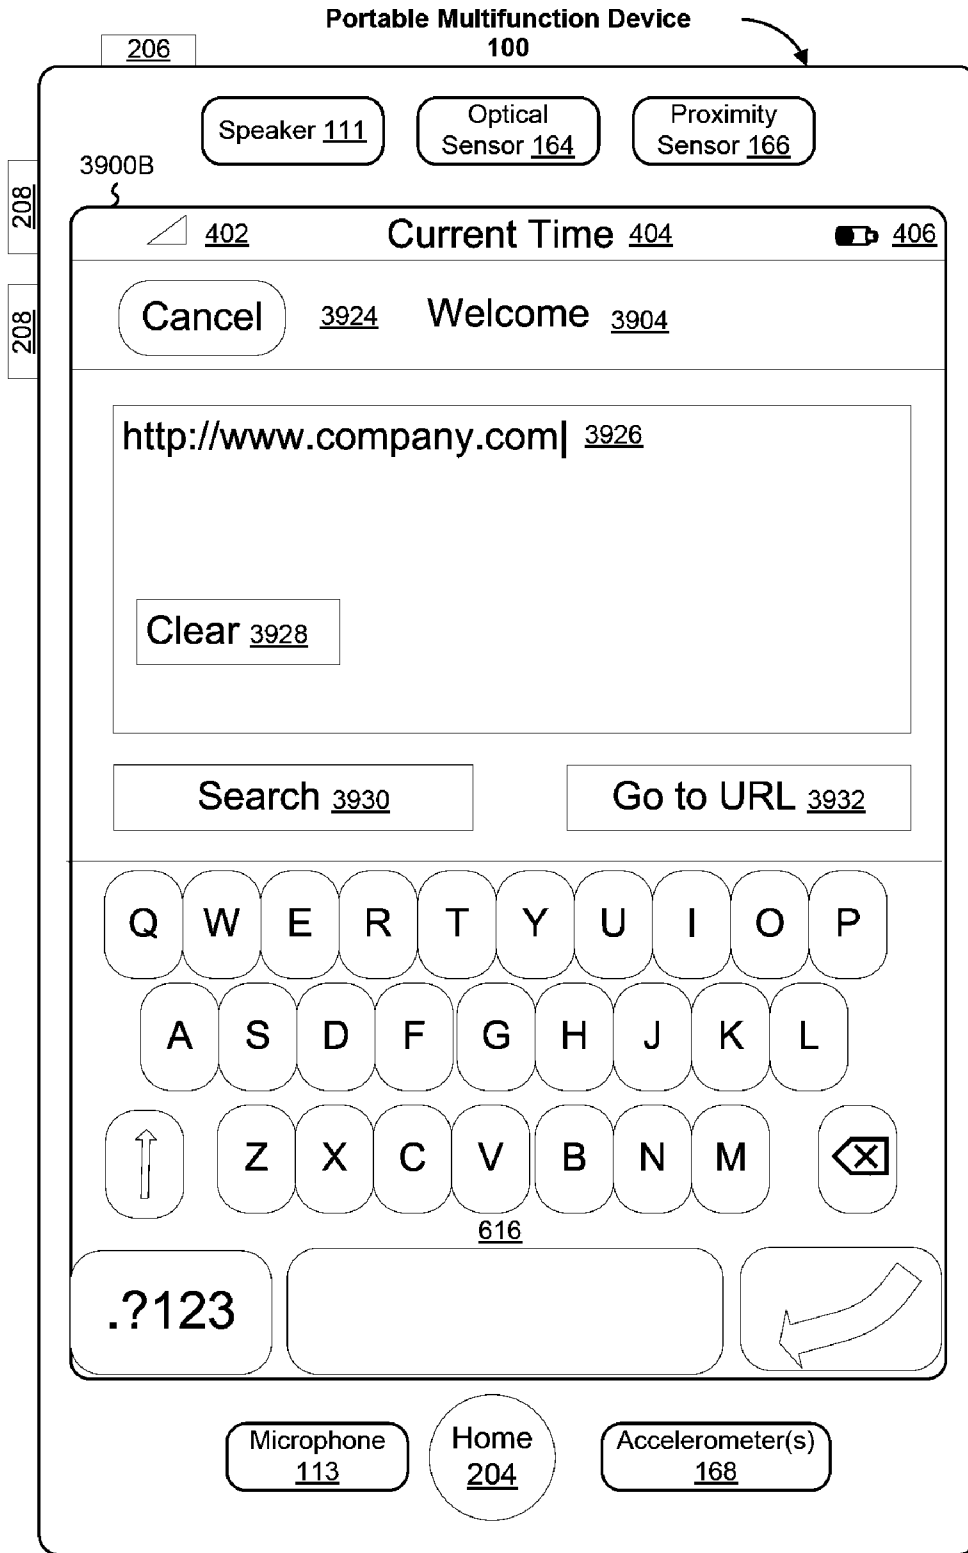 Portable Multifunction Device
100
206
Speaker 111
Optical
Sensor 164
Proximity
Sensor 166
3900B
208
208
402
Current Time 404
406
Cancel 3924
Welcome 3904
http://www.company.com 3926
Clear 3928
Search 3930
Go to URL 3932
Q W E R T Y U I O P
A S D F G H J K L
Z X C V B N M
616
.?123
Microphone
113
Home
204
Accelerometer(s)
168